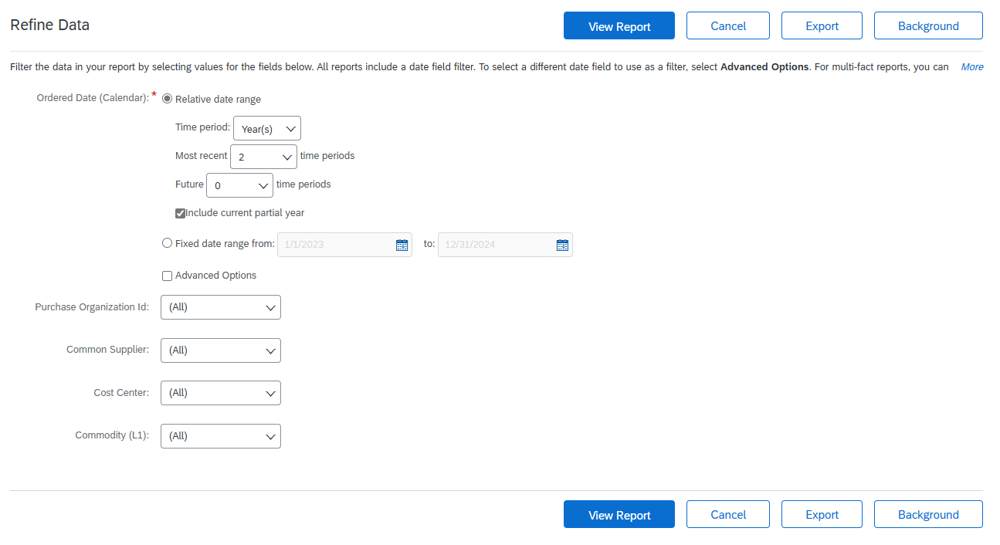 Refine Data
View Report Cancel Export Background
Filter the data in your report by selecting values for the fields below. All reports include a date field filter. To select a different date field to use as a filter, select Advanced Options. For multi-fact reports, you can More
Ordered Date (Calendar): * Relative date range
Time period: Year(s)
Most recent 2 time periods
Future 0 time periods
Include current partial year
Fixed date range from: 1/1/2023 to: 12/31/2024
Advanced Options
Purchase Organization Id: (All)
Common Supplier: (All)
Cost Center: (All)
Commodity (L1): (All)
View Report Cancel Export Background